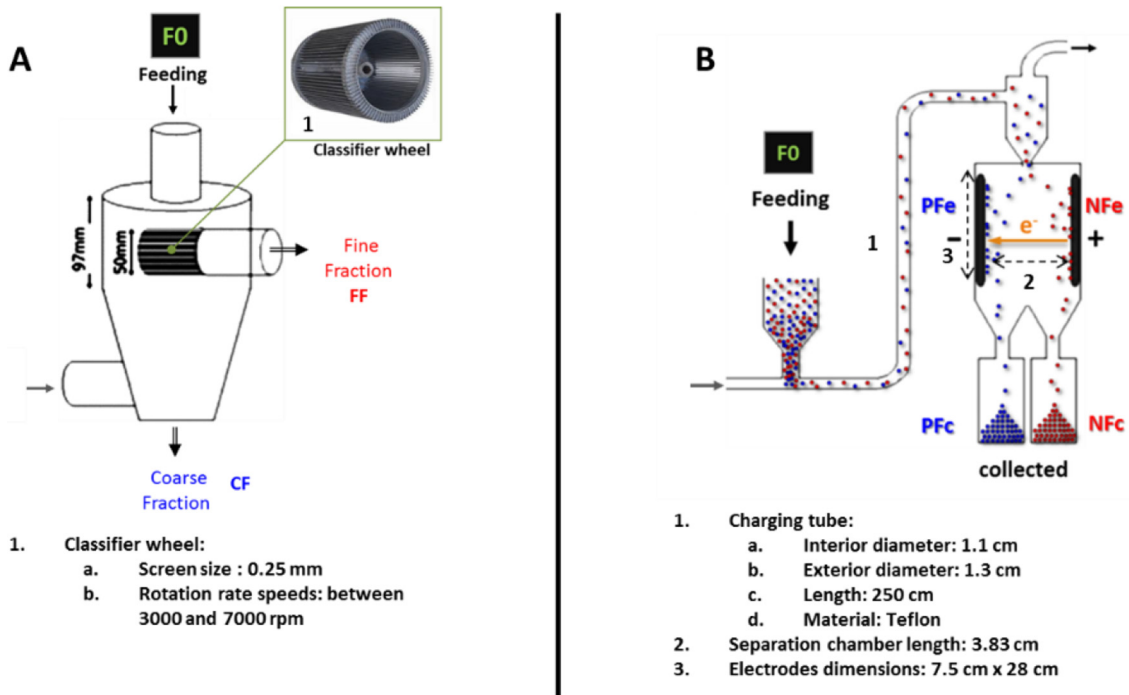 A
F0
Feeding
1
Classifier wheel
97mm
50mm
Fine
Fraction
FF
Coarse
Fraction
CF
1. Classifier wheel:
a. Screen size : 0.25 mm
b. Rotation rate speeds: between
3000 and 7000 rpm
B
F0
Feeding
1
PFe
NFe
e-
-
+
3
2
PFc
NFc
collected
1. Charging tube:
a. Interior diameter: 1.1 cm
b. Exterior diameter: 1.3 cm
c. Length: 250 cm
d. Material: Teflon
2. Separation chamber length: 3.83 cm
3. Electrodes dimensions: 7.5 cm x 28 cm